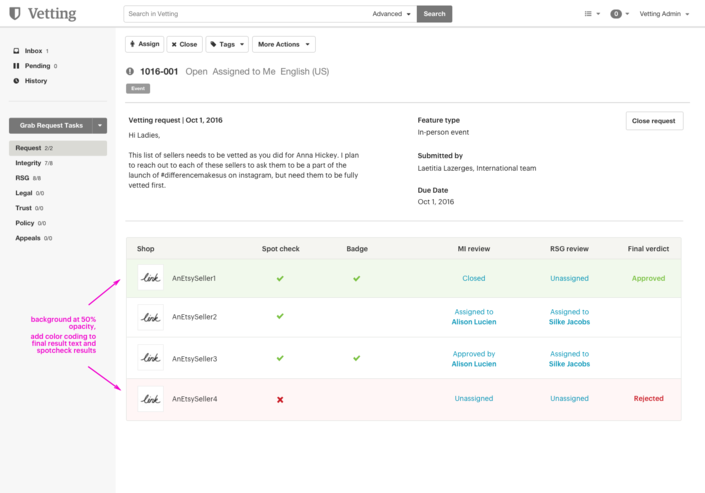 Vetting
Search in Vetting
Advanced
Search
0
Vetting Admin
Inbox 1
Pending 0
History
Grab Request Tasks
Request 2/2
Integrity 7/8
RSG 8/8
Legal 0/0
Trust 0/0
Policy 0/0
Appeals 0/0
Assign
Close
Tags
More Actions
1016-001 Open Assigned to Me English (US)
Event
Vetting request | Oct 1, 2016
Hi Ladies,
This list of sellers needs to be vetted as you did for Anna Hickey. I plan
to reach out to each of these sellers to ask them to be a part of the
launch of #differencemakesus on instagram, but need them to be fully
vetted first.
Feature type
In-person event
Submitted by
Laetitia Lazerges, International team
Due Date
Oct 1, 2016
Close request
Shop Spot check Badge MI review RSG review Final verdict
link AnEtsySeller1 Closed Unassigned Approved
link AnEtsySeller2
Assigned to
Alison Lucien
Assigned to
Silke Jacobs
link AnEtsySeller3
Approved by
Alison Lucien
Assigned to
Silke Jacobs
link AnEtsySeller4 Unassigned Unassigned Rejected
background at 50%
opacity,
add color coding to
final result text and
spotcheck results